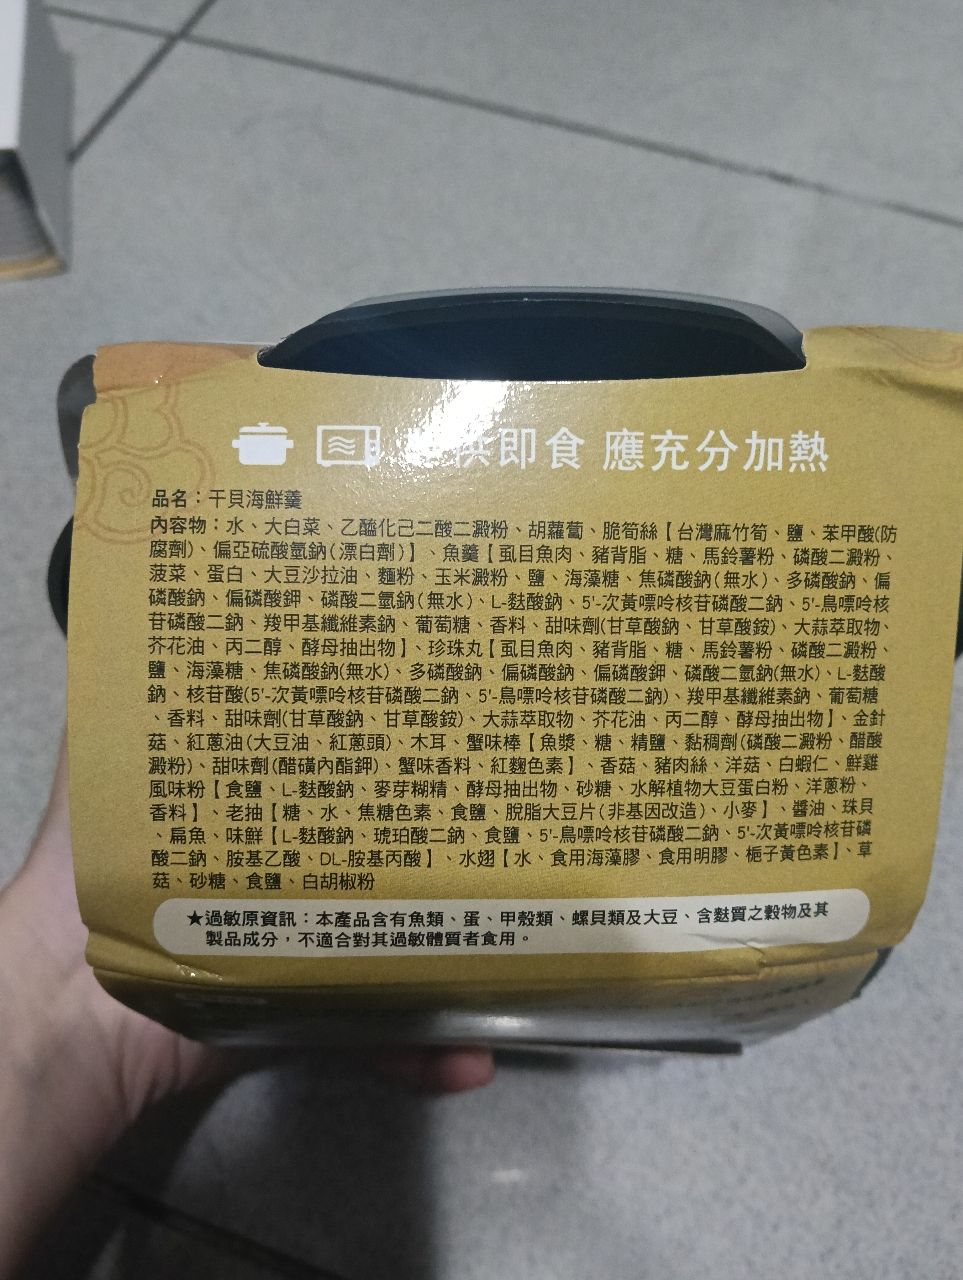 供即食 應充分加熱
品名：干貝海鮮羹
內容物：水、大白菜、乙醯化己二酸二澱粉、胡蘿蔔、脆筍絲【台灣麻竹筍、鹽、苯甲酸(防
腐劑)、偏亞硫酸氫鈉(漂白劑)】、魚羹【虱目魚肉、豬背脂、糖、馬鈴薯粉、磷酸二澱粉、
菠菜、蛋白、大豆沙拉油、麵粉、玉米澱粉、鹽、海藻糖、焦磷酸鈉(無水)、多磷酸鈉、偏
磷酸鈉、偏磷酸鉀、磷酸二氫鈉(無水)、L-麩酸鈉、5'-次黃嘌呤核苷磷酸二鈉、5'-鳥嘌呤核
苷磷酸二鈉、羧甲基纖維素鈉、葡萄糖、香料、甜味劑(甘草酸鈉、甘草酸銨)、大蒜萃取物、
芥花油、丙二醇、酵母抽出物】、珍珠丸【虱目魚肉、豬背脂、糖、馬鈴薯粉、磷酸二澱粉、
鹽、海藻糖、焦磷酸鈉(無水)、多磷酸鈉、偏磷酸鈉、偏磷酸鉀、磷酸二氫鈉(無水)、L-麩酸
鈉、核苷酸(5'-次黃嘌呤核苷磷酸二鈉、5'-鳥嘌呤核苷磷酸二鈉)、羧甲基纖維素鈉、葡萄糖
、香料、甜味劑(甘草酸鈉、甘草酸銨)、大蒜萃取物、芥花油、丙二醇、酵母抽出物】、金針
菇、紅蔥油(大豆油、紅蔥頭)、木耳、蟹味棒【魚漿、糖、精鹽、黏稠劑(磷酸二澱粉、醋酸
澱粉)、甜味劑(醋磺內酯鉀)、蟹味香料、紅麴色素】、香菇、豬肉絲、洋菇、白蝦仁、鮮雞
風味粉【食鹽、L-麩酸鈉、麥芽糊精、酵母抽出物、砂糖、水解植物大豆蛋白粉、洋蔥粉、
香料】、老抽【糖、水、焦糖色素、食鹽、脫脂大豆片(非基因改造)、小麥】、醬油、珠貝
、扁魚、味鮮【L-麩酸鈉、琥珀酸二鈉、食鹽、5'-鳥嘌呤核苷磷酸二鈉、5'-次黃嘌呤核苷磷
酸二鈉、胺基乙酸、DL-胺基丙酸】、水翅【水、食用海藻膠、食用明膠、梔子黃色素】、草
菇、砂糖、食鹽、白胡椒粉
★過敏原資訊：本產品含有魚類、蛋、甲殼類、螺貝類及大豆、含麩質之穀物及其
製品成分，不適合對其過敏體質者食用。